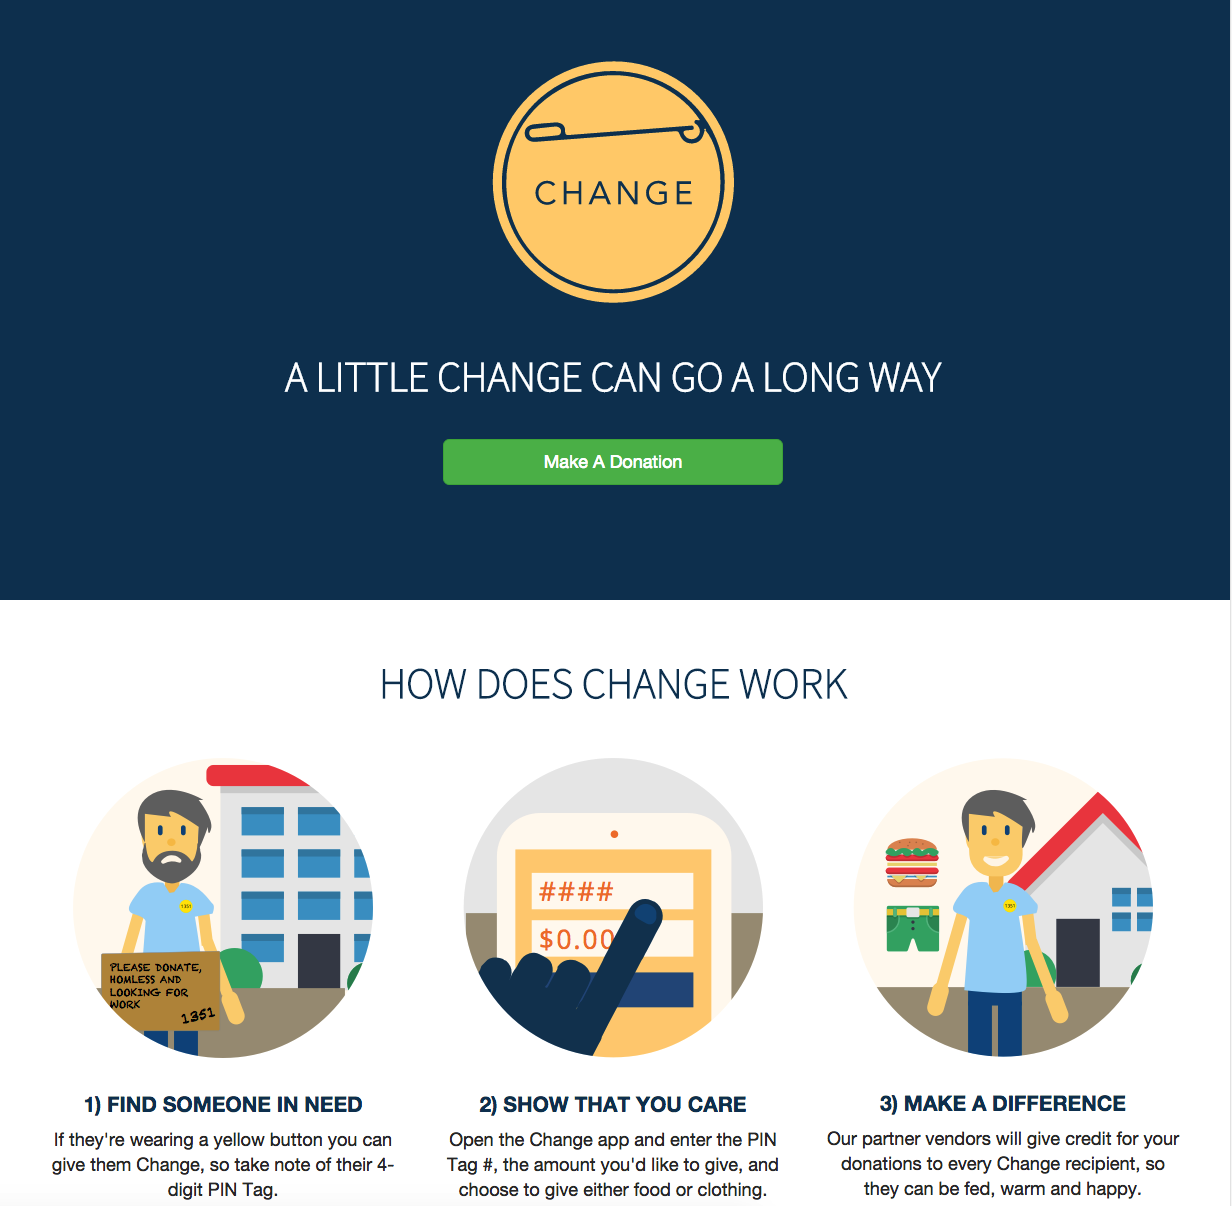 CHANGE
A LITTLE CHANGE CAN GO A LONG WAY
Make A Donation
HOW DOES CHANGE WORK
1351
PLEASE DONATE,
HOMLESS AND
LOOKING FOR
WORK
1351
####
$0.00
1351
1) FIND SOMEONE IN NEED
If they're wearing a yellow button you can
give them Change, so take note of their 4-
digit PIN Tag.
2) SHOW THAT YOU CARE
Open the Change app and enter the PIN
Tag #, the amount you'd like to give, and
choose to give either food or clothing.
3) MAKE A DIFFERENCE
Our partner vendors will give credit for your
donations to every Change recipient, so
they can be fed, warm and happy.